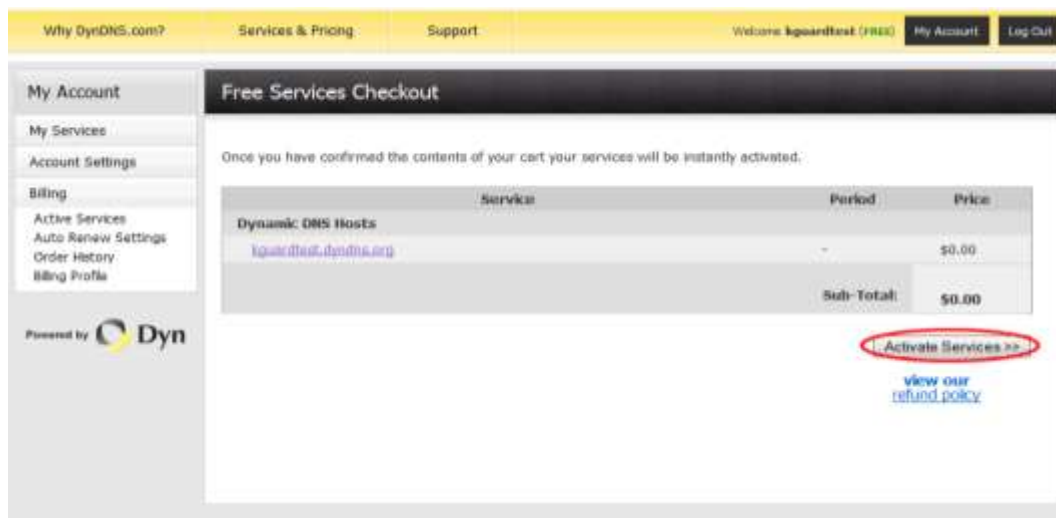 Why DynDNS.com? Services & Pricing Support Welcome kguardtest (FREE) My Account Log Out
My Account
My Services
Account Settings
Billing
Active Services
Auto Renew Settings
Order History
Billing Profile
Powered by Dyn
Free Services Checkout
Once you have confirmed the contents of your cart your services will be instantly activated.
Service Period Price
Dynamic DNS Hosts
kguardtest.dyndns.org - $0.00
Sub-Total: $0.00
Activate Services >>
view our
refund policy